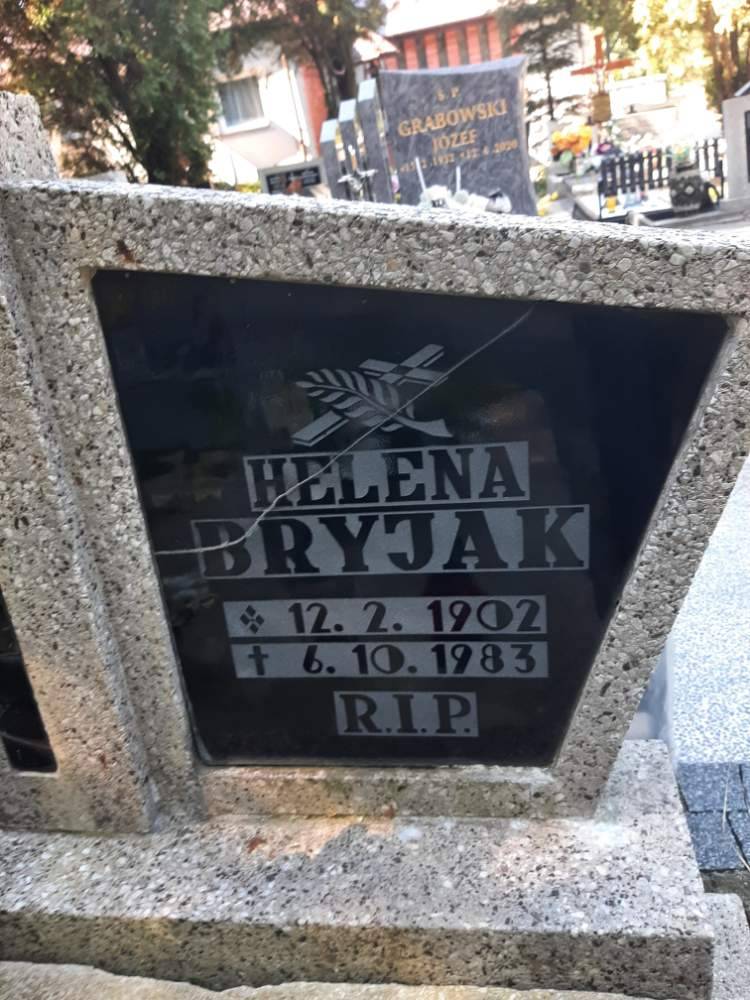 Ś. P.
GRABOWSKI
JÓZEF
HELENA
BRYJAK
12. 2. 1902
† 6. 10. 1983
R.I.P.